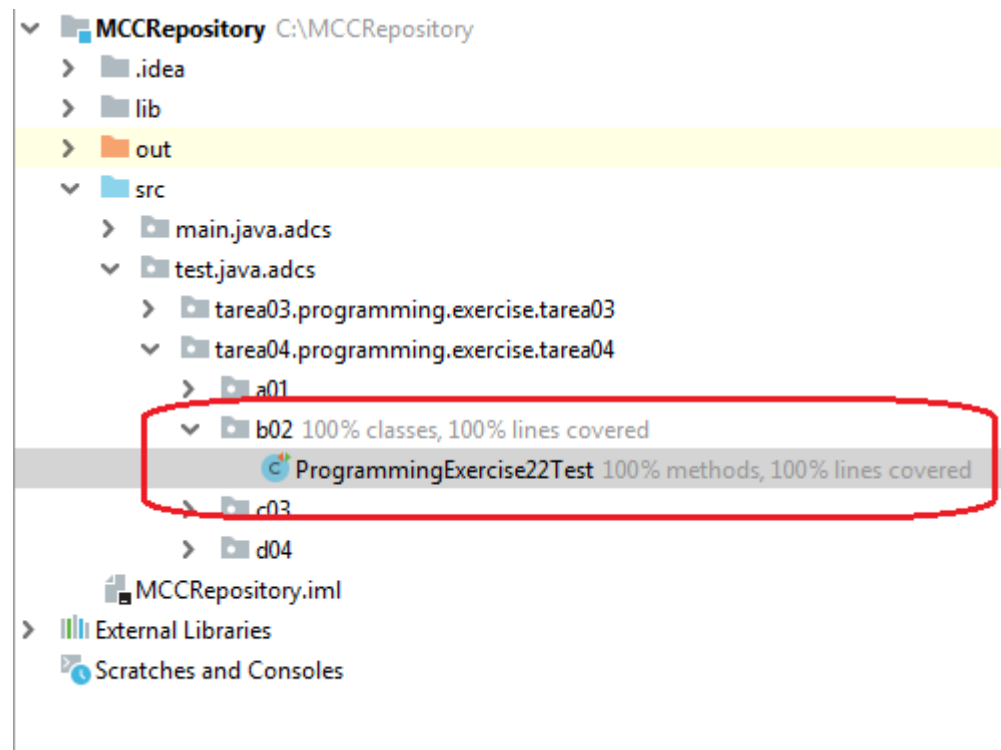 MCCRepository C:\MCCRepository
.idea
lib
out
src
main.java.adcs
test.java.adcs
tarea03.programming.exercise.tarea03
tarea04.programming.exercise.tarea04
a01
b02 100% classes, 100% lines covered
ProgrammingExercise22Test 100% methods, 100% lines covered
c03
d04
MCCRepository.iml
External Libraries
Scratches and Consoles